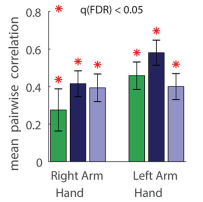 q(FDR) < 0.05
mean pairwise correlation
0.8
0.6
0.4
0.2
0
Right Arm
Hand
Left Arm
Hand